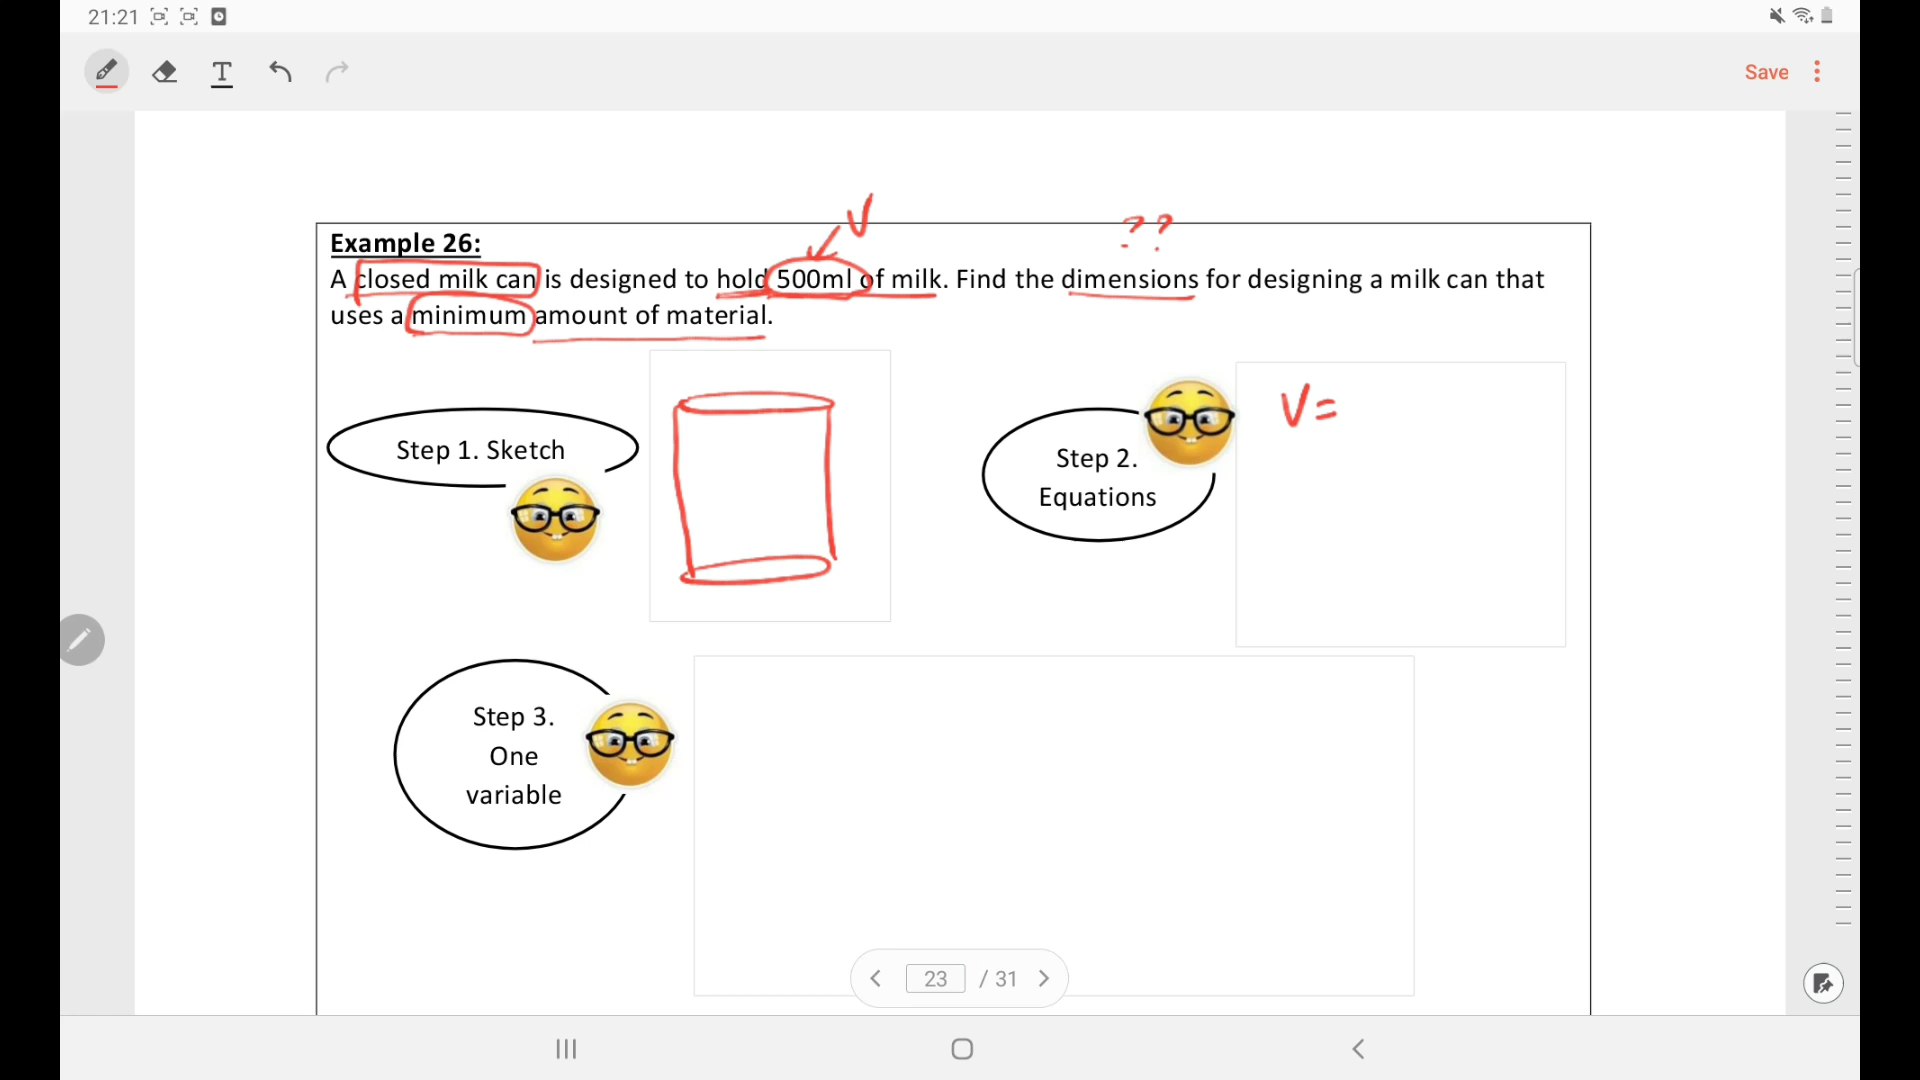 21:21
Save
V
??
Example 26:
A closed milk can is designed to hold 500ml of milk. Find the dimensions for designing a milk can that
uses a minimum amount of material.
Step 1. Sketch
Step 2.
Equations
V=
Step 3.
One
variable
23 / 31